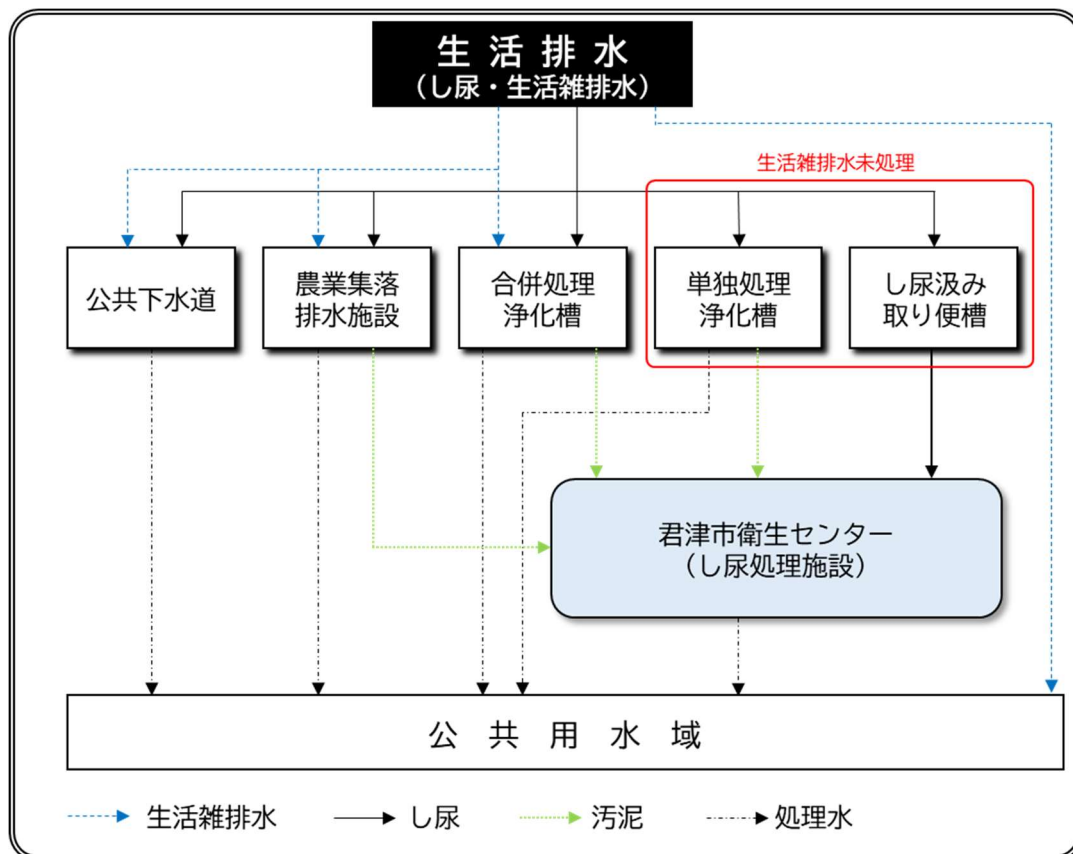 生活排水
（し尿・生活雑排水）
生活雑排水未処理
公共下水道
農業集落
排水施設
合併処理
浄化槽
単独処理
浄化槽
し尿汲み
取り便槽
君津市衛生センター
（し尿処理施設）
公共用水域
生活雑排水
し尿
汚泥
処理水